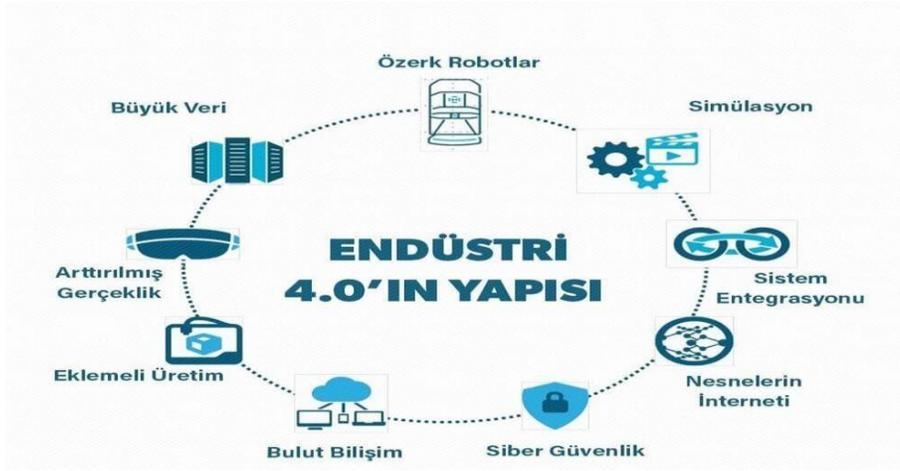 Özerk Robotlar
Büyük Veri
Simülasyon
ENDÜSTRİ
4.0’IN YAPISI
Arttırılmış
Gerçeklik
Sistem
Entegrasyonu
Eklemeli Üretim
Nesnelerin
İnterneti
Bulut Bilişim
Siber Güvenlik